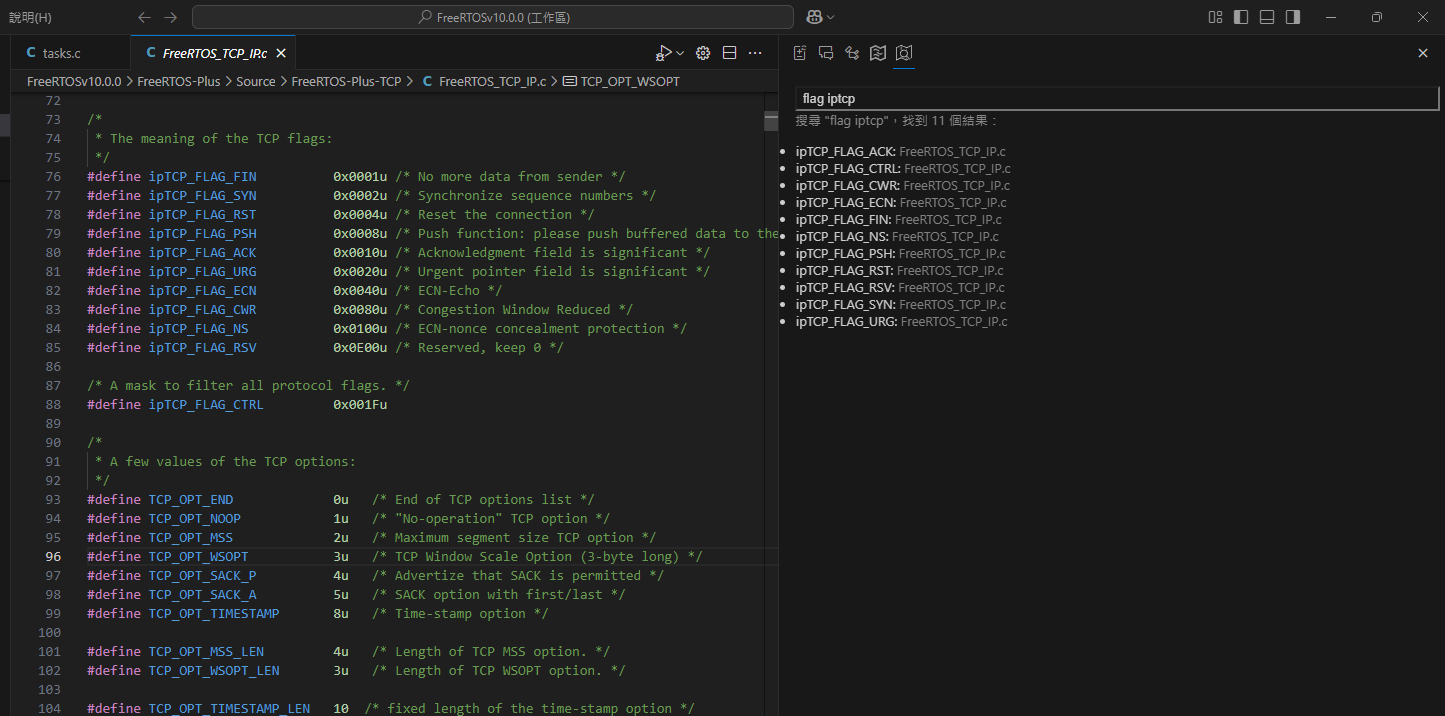 說明(H)
FreeRTOSv10.0.0 (工作區)
C tasks.c
C FreeRTOS_TCP_IP.c
FreeRTOSv10.0.0 > FreeRTOS-Plus > Source > FreeRTOS-Plus-TCP > C FreeRTOS_TCP_IP.c > TCP_OPT_WSOPT
72
73 /*
74 * The meaning of the TCP flags:
75 */
76 #define ipTCP_FLAG_FIN 0x0001u /* No more data from sender */
77 #define ipTCP_FLAG_SYN 0x0002u /* Synchronize sequence numbers */
78 #define ipTCP_FLAG_RST 0x0004u /* Reset the connection */
79 #define ipTCP_FLAG_PSH 0x0008u /* Push function: please push buffered data to the
80 #define ipTCP_FLAG_ACK 0x0010u /* Acknowledgment field is significant */
81 #define ipTCP_FLAG_URG 0x0020u /* Urgent pointer field is significant */
82 #define ipTCP_FLAG_ECN 0x0040u /* ECN-Echo */
83 #define ipTCP_FLAG_CWR 0x0080u /* Congestion Window Reduced */
84 #define ipTCP_FLAG_NS 0x0100u /* ECN-nonce concealment protection */
85 #define ipTCP_FLAG_RSV 0x0E00u /* Reserved, keep 0 */
86
87 /* A mask to filter all protocol flags. */
88 #define ipTCP_FLAG_CTRL 0x001Fu
89
90 /*
91 * A few values of the TCP options:
92 */
93 #define TCP_OPT_END 0u /* End of TCP options list */
94 #define TCP_OPT_NOOP 1u /* "No-operation" TCP option */
95 #define TCP_OPT_MSS 2u /* Maximum segment size TCP option */
96 #define TCP_OPT_WSOPT 3u /* TCP Window Scale Option (3-byte long) */
97 #define TCP_OPT_SACK_P 4u /* Advertize that SACK is permitted */
98 #define TCP_OPT_SACK_A 5u /* SACK option with first/last */
99 #define TCP_OPT_TIMESTAMP 8u /* Time-stamp option */
100
101 #define TCP_OPT_MSS_LEN 4u /* Length of TCP MSS option. */
102 #define TCP_OPT_WSOPT_LEN 3u /* Length of TCP WSOPT option. */
103
104 #define TCP_OPT_TIMESTAMP_LEN 10 /* fixed length of the time-stamp option */
flag iptcp
搜尋 "flag iptcp"，找到 11 個結果：
ipTCP_FLAG_ACK: FreeRTOS_TCP_IP.c
ipTCP_FLAG_CTRL: FreeRTOS_TCP_IP.c
ipTCP_FLAG_CWR: FreeRTOS_TCP_IP.c
ipTCP_FLAG_ECN: FreeRTOS_TCP_IP.c
ipTCP_FLAG_FIN: FreeRTOS_TCP_IP.c
ipTCP_FLAG_NS: FreeRTOS_TCP_IP.c
ipTCP_FLAG_PSH: FreeRTOS_TCP_IP.c
ipTCP_FLAG_RST: FreeRTOS_TCP_IP.c
ipTCP_FLAG_RSV: FreeRTOS_TCP_IP.c
ipTCP_FLAG_SYN: FreeRTOS_TCP_IP.c
ipTCP_FLAG_URG: FreeRTOS_TCP_IP.c